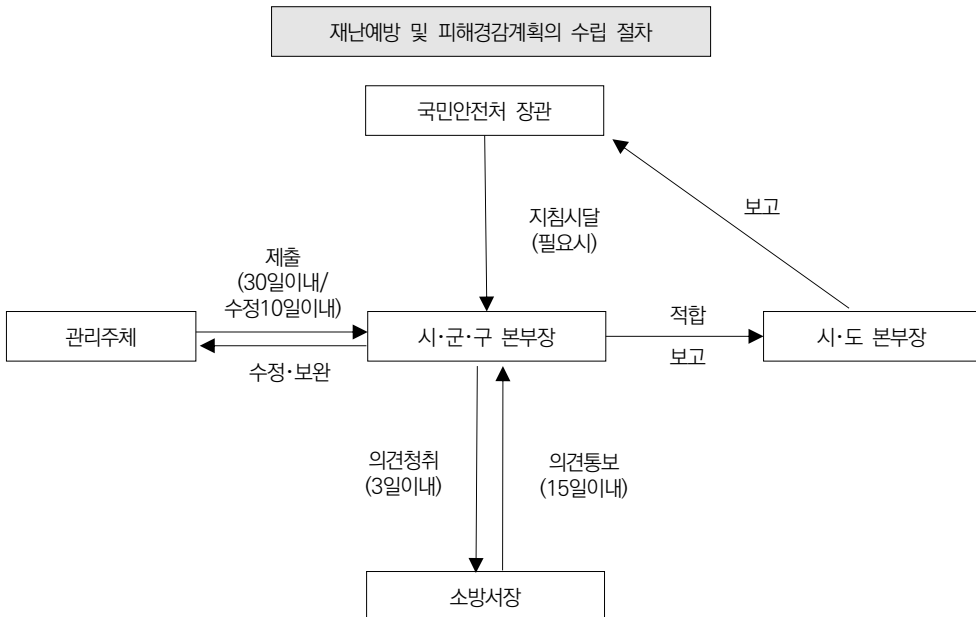 재난예방 및 피해경감계획의 수립 절차
국민안전처 장관
지침시달
(필요시)
보고
제출
(30일이내/
수정10일이내)
관리주체
시·군·구 본부장
적합
보고
시·도 본부장
수정·보완
의견청취
(3일이내)
의견통보
(15일이내)
소방서장